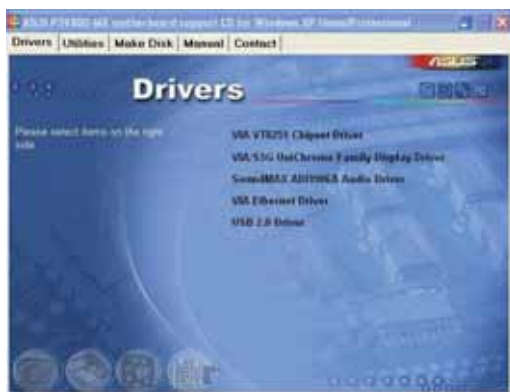 ASUS P5V800-MX motherboard support CD for Windows XP Home/Professional
Drivers Utilities Make Disk Manual Contact
ASUS
Drivers
Please select items on the right
side
VIA VT8251 Chipset Driver
VIA/S3G UniChrome Family Display Driver
SoundMAX ADI1986A Audio Driver
VIA Ethernet Driver
USB 2.0 Driver